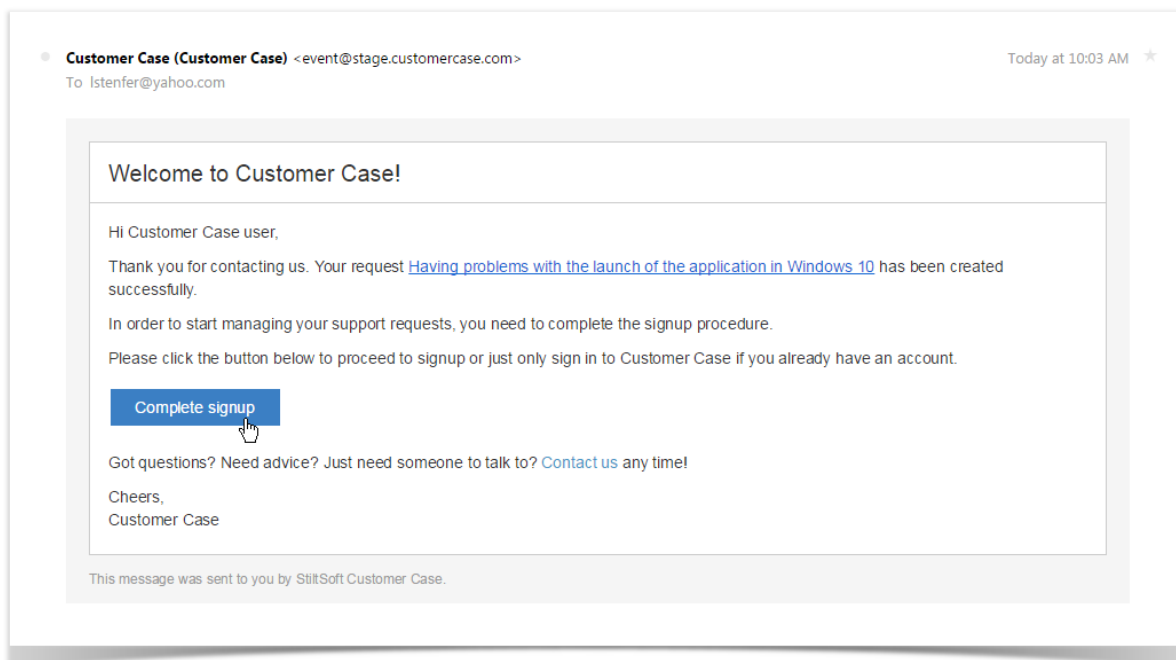 Customer Case (Customer Case) <event@stage.customercase.com>
Today at 10:03 AM
To lstenfer@yahoo.com
Welcome to Customer Case!
Hi Customer Case user,
Thank you for contacting us. Your request Having problems with the launch of the application in Windows 10 has been created
successfully.
In order to start managing your support requests, you need to complete the signup procedure.
Please click the button below to proceed to signup or just only sign in to Customer Case if you already have an account.
Complete signup
Got questions? Need advice? Just need someone to talk to? Contact us any time!
Cheers,
Customer Case
This message was sent to you by StiltSoft Customer Case.